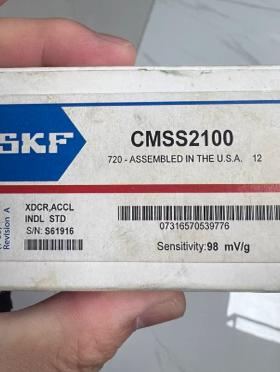 SKF
CMSS2100
720 - ASSEMBLED IN THE U.S.A. 12
XDCR,ACCL
INDL STD
S/N: S61916
Revision A
07316570539776
Sensitivity:98 mV/g